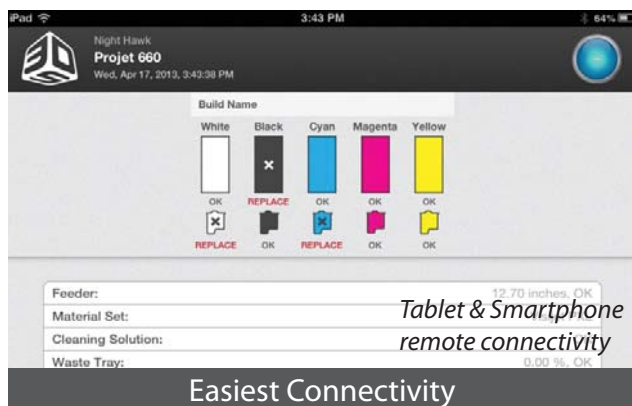 iPad 3:43 PM 64%
Night Hawk
Projet 660
Wed, Apr 17, 2013, 3:43:38 PM
Build Name
White Black Cyan Magenta Yellow
OK REPLACE OK OK OK
REPLACE OK REPLACE OK OK
Feeder: 12.70 inches, OK
Material Set:
Tablet & Smartphone
Cleaning Solution:
remote connectivity
Waste Tray: 0.00 %, OK
Easiest Connectivity